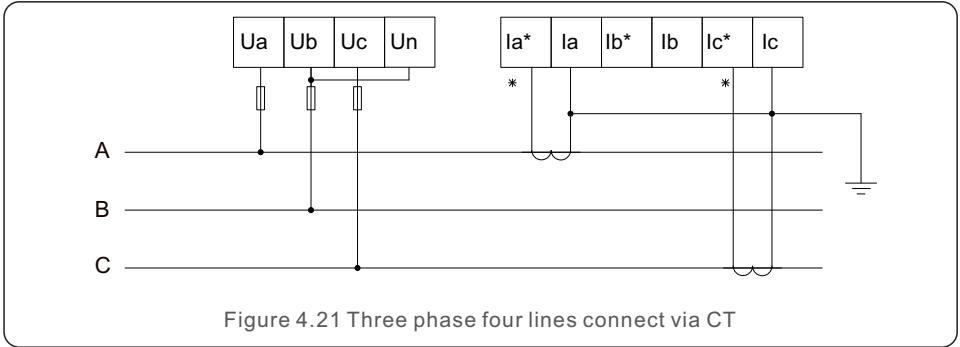 Ua Ub Uc Un Ia* Ia Ib* Ib Ic* Ic
* *
A
B
C
Figure 4.21 Three phase four lines connect via CT